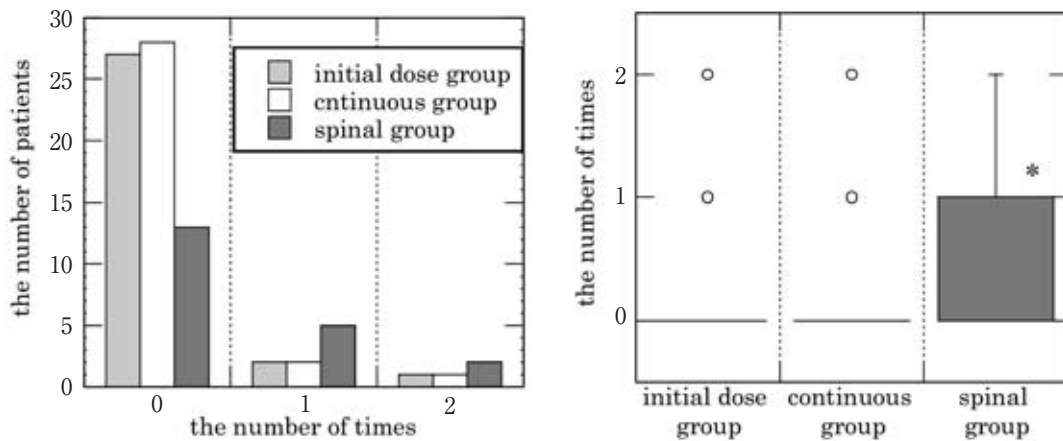 30
25
20
15
10
5
0
the number of patients
initial dose group
cntinuous group
spinal group
0 1 2
the number of times
2
1
0
the number of times
*
initial dose group
continuous group
spinal group